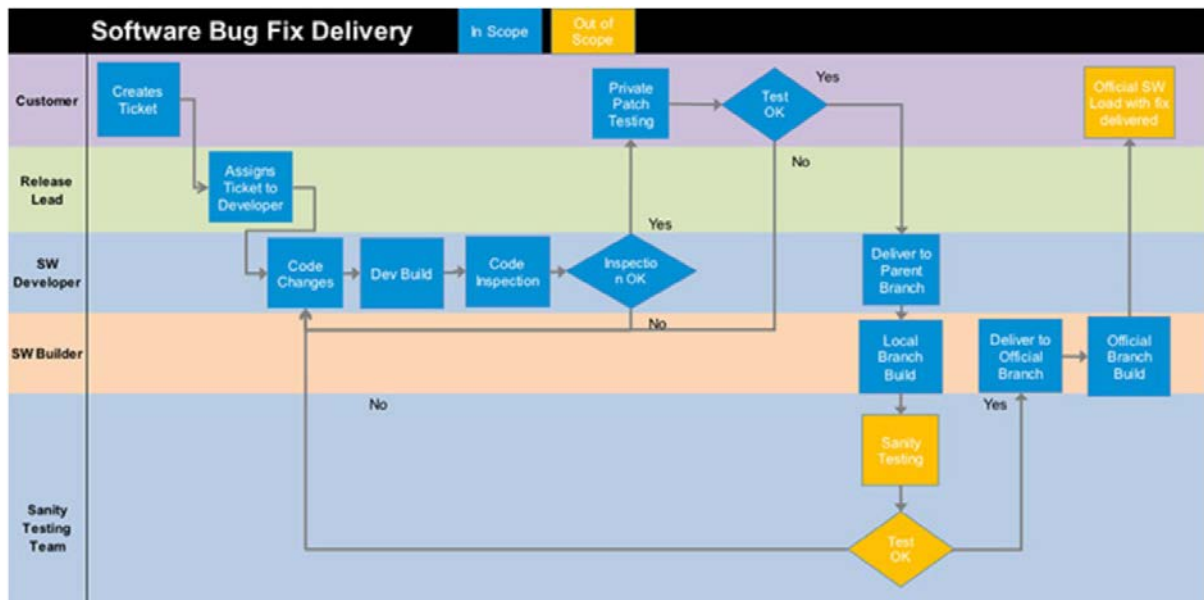 Software Bug Fix Delivery
In Scope
Out of
Scope
Customer
Creates
Ticket
Private
Patch
Testing
Test
OK
Yes
No
Official SW
Load with fix
delivered
Release
Lead
Assigns
Ticket to
Developer
SW
Developer
Code
Changes
Dev Build
Code
Inspection
Inspectio
n OK
Yes
No
Deliver to
Parent
Branch
SW Builder
Local
Branch
Build
Deliver to
Official
Branch
Official
Branch
Build
No
Yes
Sanity
Testing
Team
Sanity
Testing
Test
OK